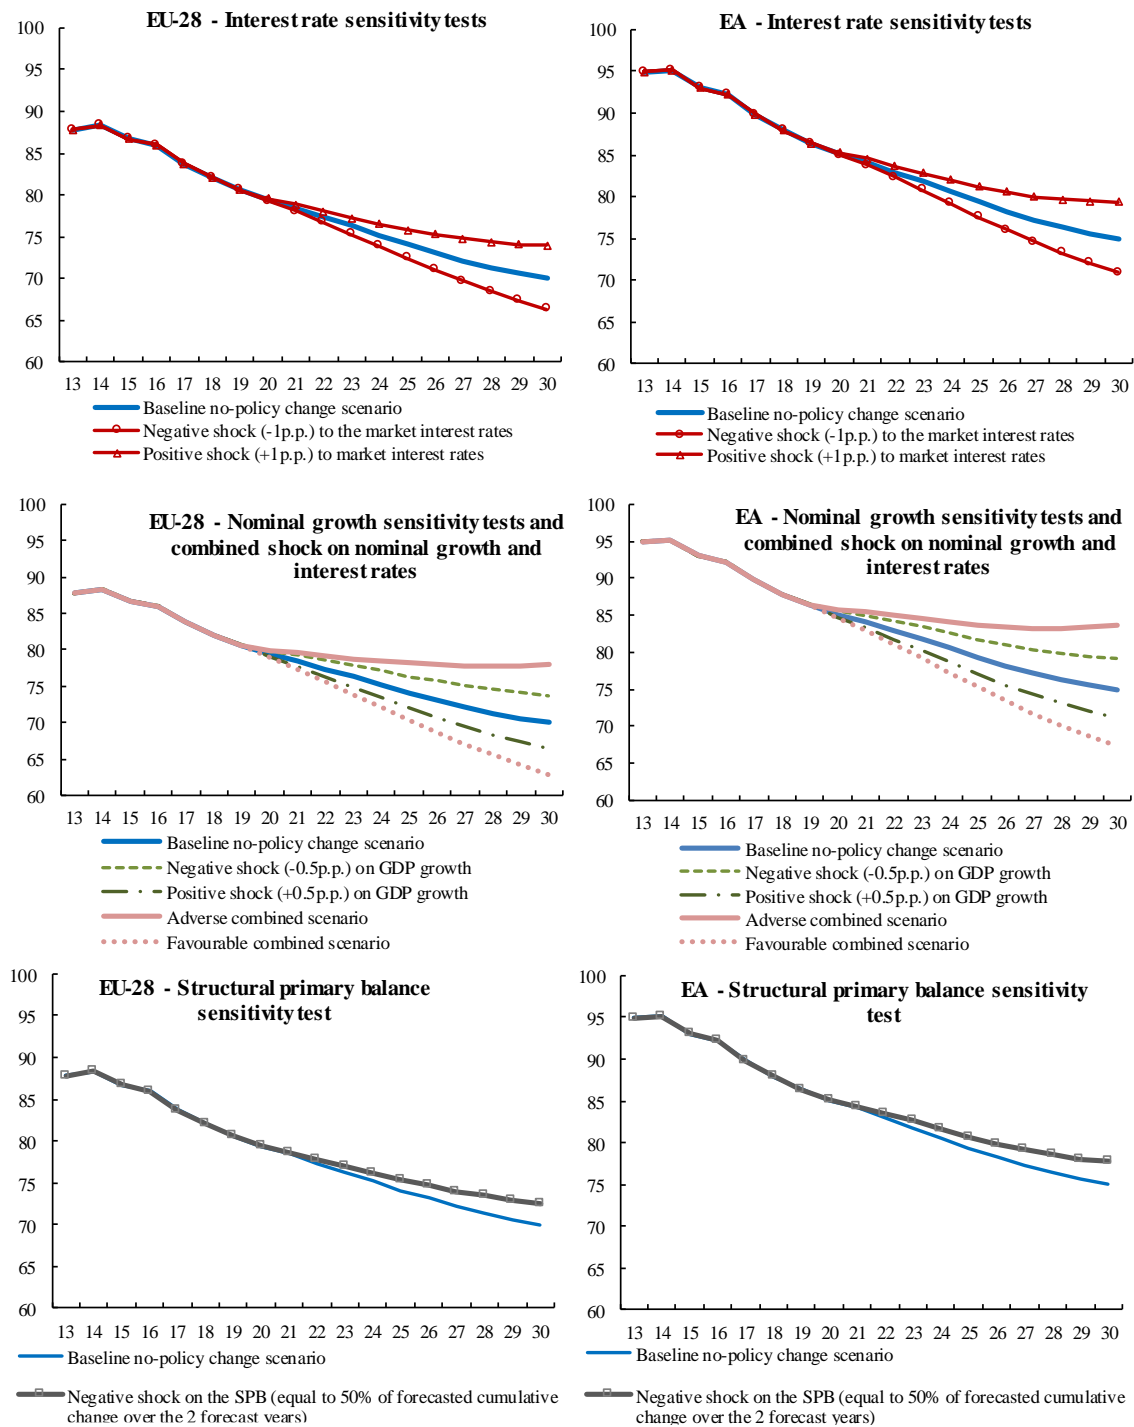 EU-28 - Interest rate sensitivity tests
100
95
90
85
80
75
70
65
60
13 14 15 16 17 18 19 20 21 22 23 24 25 26 27 28 29 30
Baseline no-policy change scenario
Negative shock (-1p.p.) to the market interest rates
Positive shock (+1p.p.) to market interest rates
EA - Interest rate sensitivity tests
100
95
90
85
80
75
70
65
60
13 14 15 16 17 18 19 20 21 22 23 24 25 26 27 28 29 30
Baseline no-policy change scenario
Negative shock (-1p.p.) to the market interest rates
Positive shock (+1p.p.) to market interest rates
EU-28 - Nominal growth sensitivity tests and
combined shock on nominal growth and
interest rates
100
95
90
85
80
75
70
65
60
13 14 15 16 17 18 19 20 21 22 23 24 25 26 27 28 29 30
Baseline no-policy change scenario
Negative shock (-0.5p.p.) on GDP growth
Positive shock (+0.5p.p.) on GDP growth
Adverse combined scenario
Favourable combined scenario
EA - Nominal growth sensitivity tests and
combined shock on nominal growth and
interest rates
100
95
90
85
80
75
70
65
60
13 14 15 16 17 18 19 20 21 22 23 24 25 26 27 28 29 30
Baseline no-policy change scenario
Negative shock (-0.5p.p.) on GDP growth
Positive shock (+0.5p.p.) on GDP growth
Adverse combined scenario
Favourable combined scenario
EU-28 - Structural primary balance
sensitivity test
100
95
90
85
80
75
70
65
60
13 14 15 16 17 18 19 20 21 22 23 24 25 26 27 28 29 30
Baseline no-policy change scenario
Negative shock on the SPB (equal to 50% of forecasted cumulative
change over the 2 forecast years)
EA - Structural primary balance sensitivity
test
100
95
90
85
80
75
70
65
60
13 14 15 16 17 18 19 20 21 22 23 24 25 26 27 28 29 30
Baseline no-policy change scenario
Negative shock on the SPB (equal to 50% of forecasted cumulative
change over the 2 forecast years)